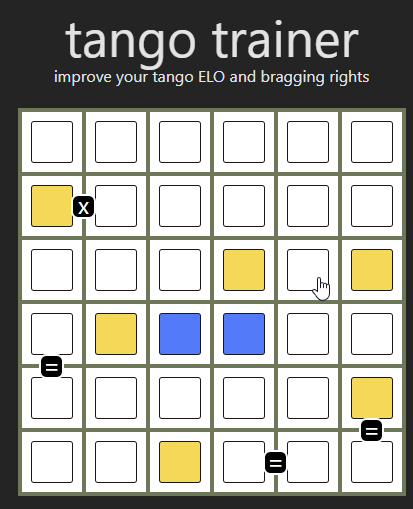 tango trainer
improve your tango ELO and bragging rights
x
=
=
=